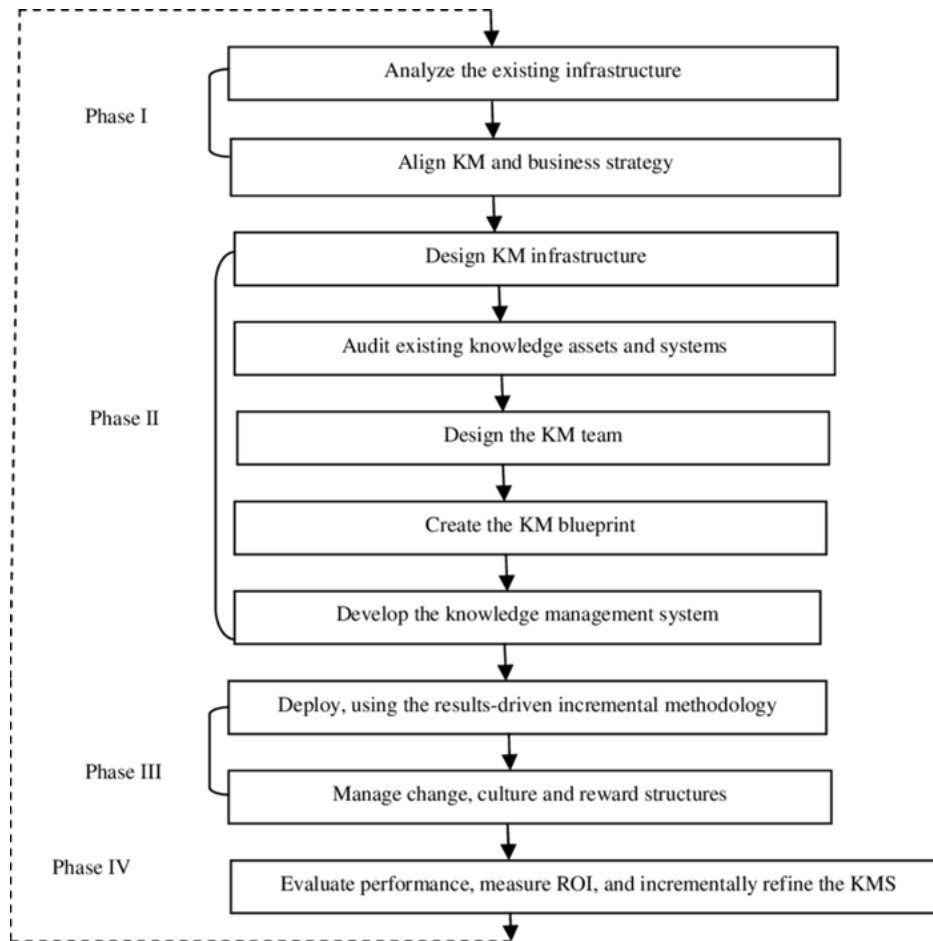 Analyze the existing infrastructure
Phase I
Align KM and business strategy
Design KM infrastructure
Audit existing knowledge assets and systems
Phase II
Design the KM team
Create the KM blueprint
Develop the knowledge management system
Deploy, using the results-driven incremental methodology
Phase III
Manage change, culture and reward structures
Phase IV
Evaluate performance, measure ROI, and incrementally refine the KMS